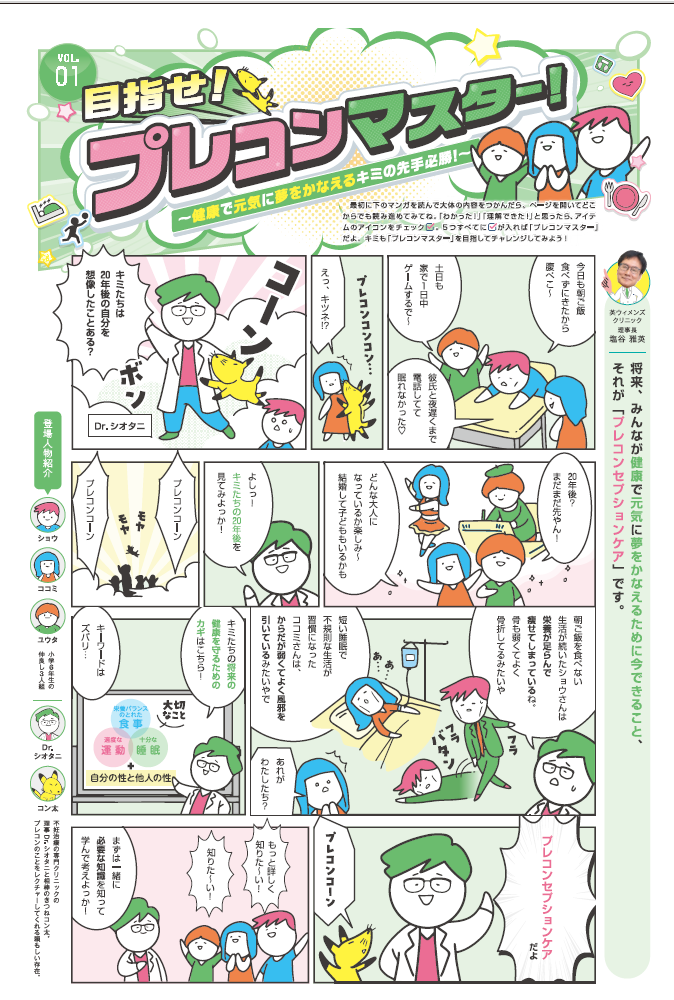 VOL.
01
目指せ!
プレコンマスター!
〜健康で元気に夢をかなえるキミの先手必勝!〜
最初に下のマンガを読んで大体の内容をつかんだら、ページを開いてどこ
からでも読み進めてみてね。「わかった!」「理解できた!」と思ったら、アイテ
ムのアイコンをチェック☑。5つすべてに☑が入れば「プレコンマスター」
だよ。キミも「プレコンマスター」を目指してチャレンジしてみよう!
英ウィメンズ
クリニック
理事長
塩谷 雅英
将来、みんなが健康で元気に夢をかなえるために今できること、
それが「プレコンセプションケア」です。
今日も朝ご飯
食べずにきたから
腹ぺこ〜
土日も
家で1日中
ゲームするで〜
彼氏と夜遅くまで
電話してて
眠れなかった♡
プレコンコンコン…
えっ、キツネ!?
コーン
ボン
キミたちは
20年後の自分を
想像したことある?
Dr.シオタニ
20年後?
まだまだ先やん!
どんな大人に
なっているか楽しみ〜
結婚して子どももいるかも
よしっ!
キミたちの20年後を
見てみよっか!
プレコンコーン
モヤ
モヤ
プレコンコーン
朝ご飯を食べない
生活が続いたショウさんは
栄養が足らんで
痩せてしまっているね。
骨も弱くてよく
骨折してるみたいや
フラ
フラ
バタン
短い睡眠で
不規則な生活が
習慣になった
ココミさんは
からだが弱くてよく風邪を
引いているみたいやで
あ…
あ…
あれが
わたしたち?
キミたちの将来の
健康を守るための
カギはこちら!
キーワードは
ズバリ…
大切
なこと
栄養バランス
のとれた
食事
適度な
運動
十分な
睡眠
+
自分の性と他人の性
プレコンセプションケア
だよ
プレコンコーン
もっと詳しく
知りた〜い!
知りた〜い!
まずは一緒に
必要な知識を知って
学んで考えよっか!
登場人物紹介
ショウ
ココミ
ユウタ
小学6年生の
仲良し3人組
Dr.
シオタニ
コン太
不妊治療の専門クリニックの
理事Dr.シオタニと相棒のきつねコン太。
プレコンのことをレクチャーしてくれる頼もしい存在。